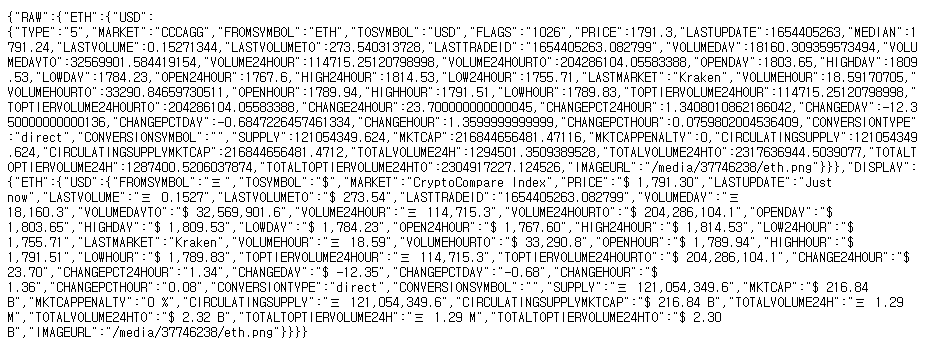 {"RAW":{"ETH":{"USD":
{"TYPE":"5","MARKET":"CCCAGG","FROMSYMBOL":"ETH","TOSYMBOL":"USD","FLAGS":"1026","PRICE":1791.3,"LASTUPDATE":1654405263,"MEDIAN":1
791.24,"LASTVOLUME":0.15271344,"LASTVOLUMETO":273.540313728,"LASTTRADEID":"1654405263.082799","VOLUMEDAY":18160.309359573494,"VOLU
MEDAYTO":32569901.584419154,"VOLUME24HOUR":114715.25120798998,"VOLUME24HOURTO":204286104.05583388,"OPENDAY":1803.65,"HIGHDAY":1809
.53,"LOWDAY":1784.23,"OPEN24HOUR":1767.6,"HIGH24HOUR":1814.53,"LOW24HOUR":1755.71,"LASTMARKET":"Kraken","VOLUMEHOUR":18.59170705,"
VOLUMEHOURTO":33290.84659730511,"OPENHOUR":1789.94,"HIGHHOUR":1791.51,"LOWHOUR":1789.83,"TOPTIERVOLUME24HOUR":114715.25120798998,"
TOPTIERVOLUME24HOURTO":204286104.05583388,"CHANGE24HOUR":23.700000000000045,"CHANGEPCT24HOUR":1.3408010862186042,"CHANGEDAY":-12.3
50000000000136,"CHANGEPCTDAY":-0.6847226457461334,"CHANGEHOUR":1.3599999999999,"CHANGEPCTHOUR":0.0759802004536409,"CONVERSIONTYPE"
:"direct","CONVERSIONSYMBOL":"","SUPPLY":121054349.624,"MKTCAP":216844656481.47116,"MKTCAPPENALTY":0,"CIRCULATINGSUPPLY":121054349
.624,"CIRCULATINGSUPPLYMKTCAP":216844656481.4712,"TOTALVOLUME24H":1294501.3509389528,"TOTALVOLUME24HTO":2317636944.5039077,"TOTALT
OPTIERVOLUME24H":1287400.5206037874,"TOTALTOPTIERVOLUME24HTO":2304917227.124526,"IMAGEURL":"/media/37746238/eth.png"}}},"DISPLAY":
{"ETH":{"USD":{"FROMSYMBOL":"Ξ","TOSYMBOL":"$","MARKET":"CryptoCompare Index","PRICE":"$ 1,791.30","LASTUPDATE":"Just
now","LASTVOLUME":"Ξ 0.1527","LASTVOLUMETO":"$ 273.54","LASTTRADEID":"1654405263.082799","VOLUMEDAY":"Ξ
18,160.3","VOLUMEDAYTO":"$ 32,569,901.6","VOLUME24HOUR":"Ξ 114,715.3","VOLUME24HOURTO":"$ 204,286,104.1","OPENDAY":"$
1,803.65","HIGHDAY":"$ 1,809.53","LOWDAY":"$ 1,784.23","OPEN24HOUR":"$ 1,767.60","HIGH24HOUR":"$ 1,814.53","LOW24HOUR":"$
1,755.71","LASTMARKET":"Kraken","VOLUMEHOUR":"Ξ 18.59","VOLUMEHOURTO":"$ 33,290.8","OPENHOUR":"$ 1,789.94","HIGHHOUR":"$
1,791.51","LOWHOUR":"$ 1,789.83","TOPTIERVOLUME24HOUR":"Ξ 114,715.3","TOPTIERVOLUME24HOURTO":"$ 204,286,104.1","CHANGE24HOUR":"$
23.70","CHANGEPCT24HOUR":"1.34","CHANGEDAY":"$ -12.35","CHANGEPCTDAY":"-0.68","CHANGEHOUR":"$
1.36","CHANGEPCTHOUR":"0.08","CONVERSIONTYPE":"direct","CONVERSIONSYMBOL":"","SUPPLY":"Ξ 121,054,349.6","MKTCAP":"$ 216.84
B","MKTCAPPENALTY":"0 %","CIRCULATINGSUPPLY":"Ξ 121,054,349.6","CIRCULATINGSUPPLYMKTCAP":"$ 216.84 B","TOTALVOLUME24H":"Ξ 1.29
M","TOTALVOLUME24HTO":"$ 2.32 B","TOTALTOPTIERVOLUME24H":"Ξ 1.29 M","TOTALTOPTIERVOLUME24HTO":"$ 2.30
B","IMAGEURL":"/media/37746238/eth.png"}}}}